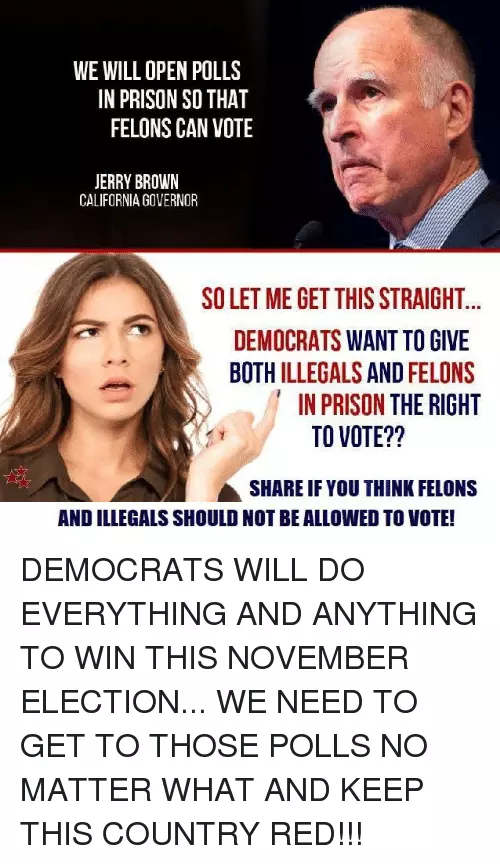 WE WILL OPEN POLLS
IN PRISON SO THAT
FELONS CAN VOTE
JERRY BROWN
CALIFORNIA GOVERNOR
SO LET ME GET THIS STRAIGHT...
DEMOCRATS WANT TO GIVE
BOTH ILLEGALS AND FELONS
IN PRISON THE RIGHT
TO VOTE??
SHARE IF YOU THINK FELONS
AND ILLEGALS SHOULD NOT BE ALLOWED TO VOTE!
DEMOCRATS WILL DO
EVERYTHING AND ANYTHING
TO WIN THIS NOVEMBER
ELECTION... WE NEED TO
GET TO THOSE POLLS NO
MATTER WHAT AND KEEP
THIS COUNTRY RED!!!